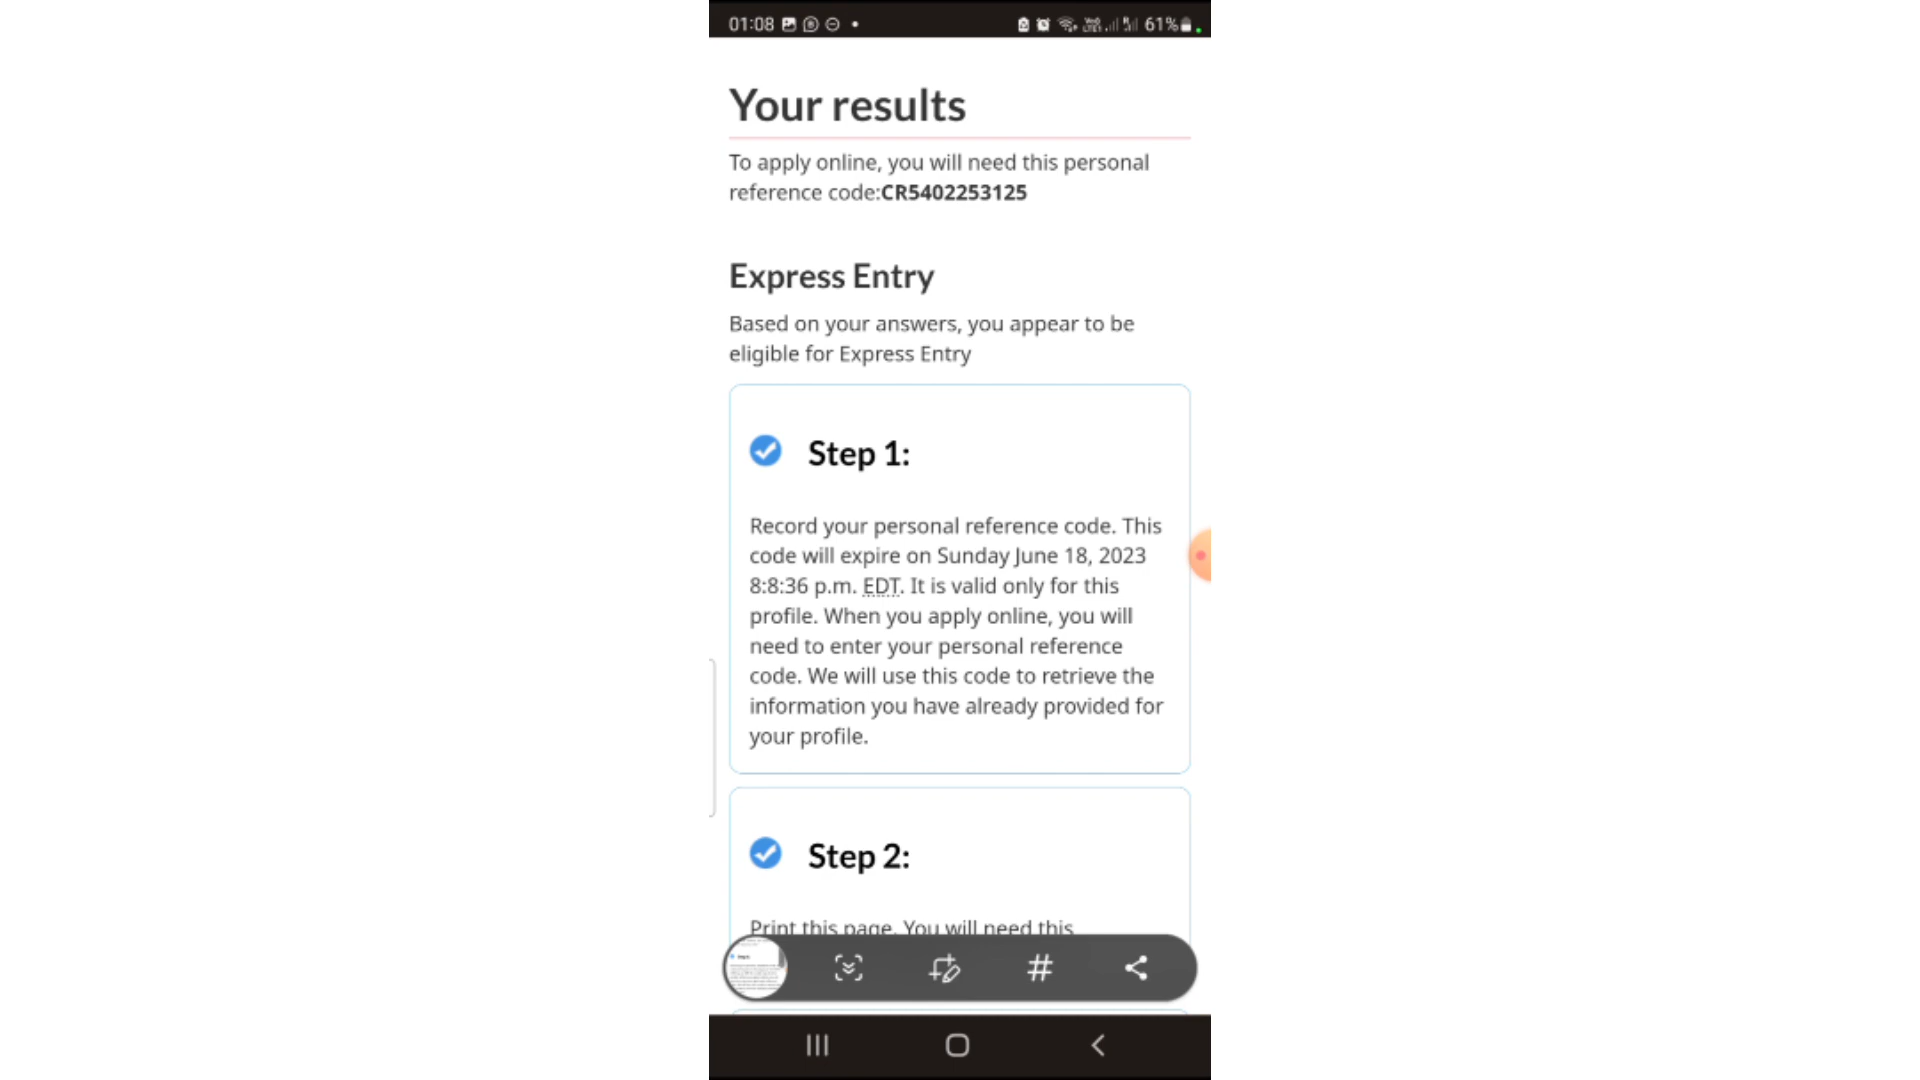 01:08
61%
Your results
To apply online, you will need this personal
reference code:CR5402253125
Express Entry
Based on your answers, you appear to be
eligible for Express Entry
Step 1:
Record your personal reference code. This
code will expire on Sunday June 18, 2023
8:8:36 p.m. EDT. It is valid only for this
profile. When you apply online, you will
need to enter your personal reference
code. We will use this code to retrieve the
information you have already provided for
your profile.
Step 2:
Print this page. You will need this